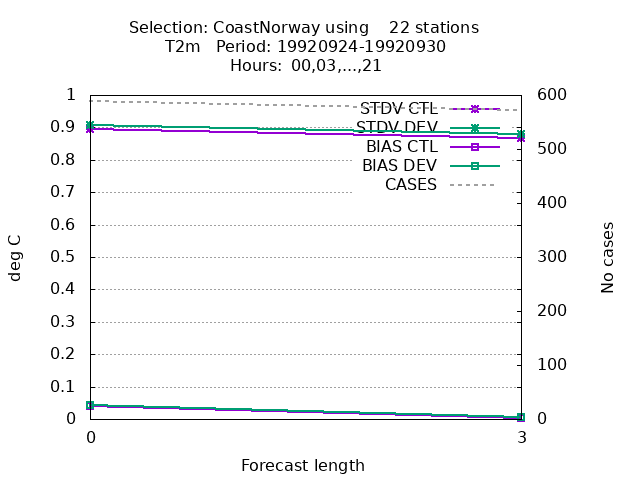 Selection: CoastNorway using    22 stations
T2m   Period: 19920924-19920930
Hours:  00,03,...,21
1
0.9
0.8
0.7
0.6
0.5
0.4
0.3
0.2
0.1
0
600
500
400
300
200
100
0
STDV CTL
STDV DEV
BIAS CTL
BIAS DEV
CASES
deg C
No cases
0
3
Forecast length